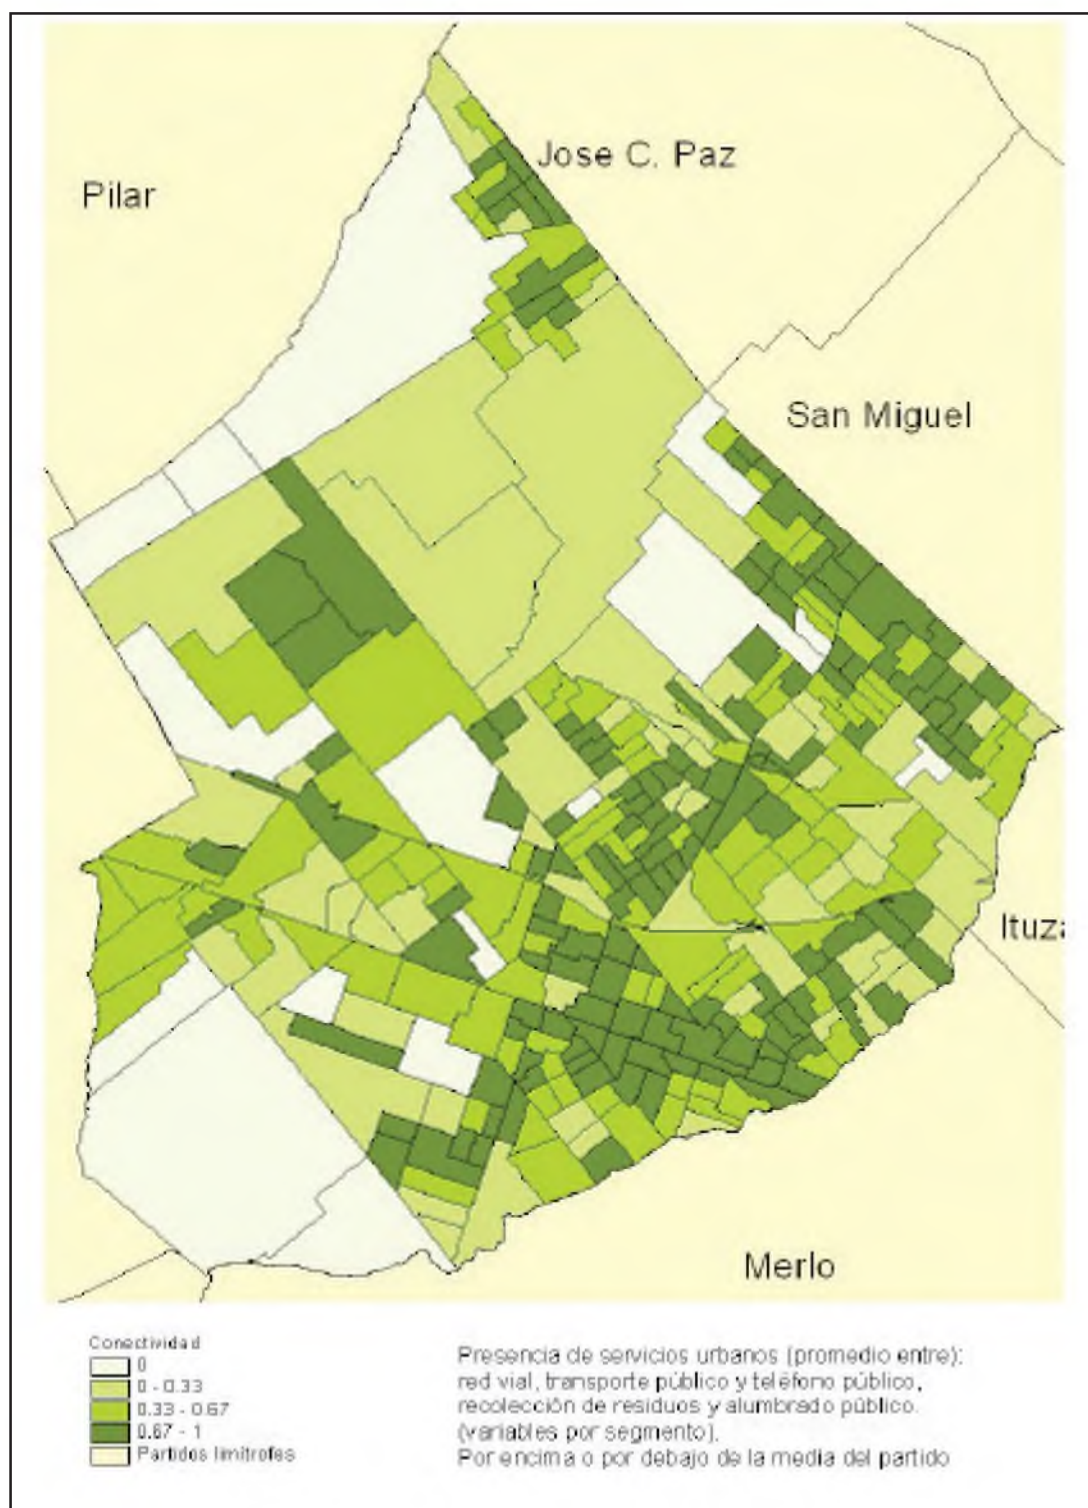 Jose C. Paz
Pilar
San Miguel
Ituza
Merlo
Conectividad
0
0 - 0.33
0.33 - 0.67
0.67 - 1
Partidos limítrofes
Presencia de servicios urbanos (promedio entre):
red vial, transporte público y teléfono público,
recolección de residuos y alumbrado público.
(variables por segmento).
Por encima o por debajo de la media del partido